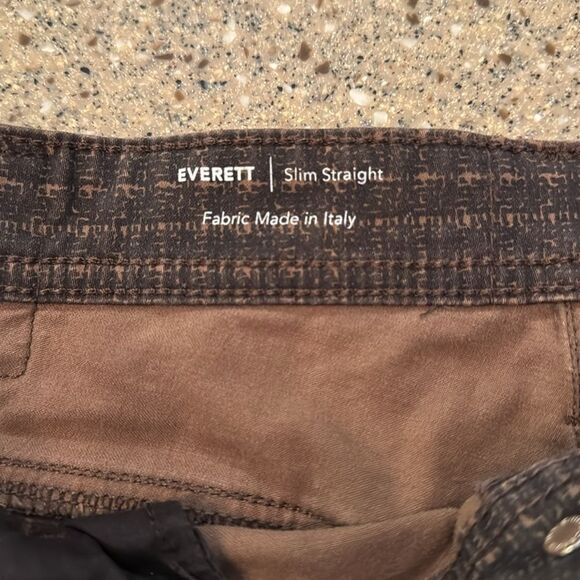 EVERETT | Slim Straight
Fabric Made in Italy